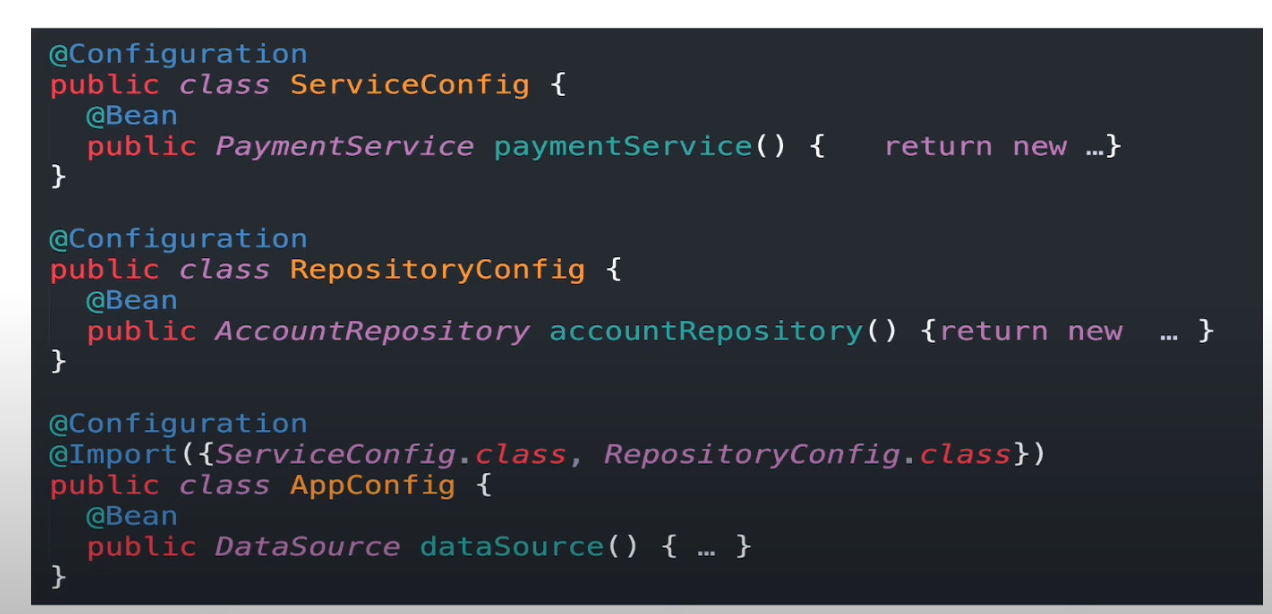 @Configuration
public class ServiceConfig {
@Bean
public PaymentService paymentService() { return new …}
}
@Configuration
public class RepositoryConfig {
@Bean
public AccountRepository accountRepository() {return new … }
}
@Configuration
@Import({ServiceConfig.class, RepositoryConfig.class})
public class AppConfig {
@Bean
public DataSource dataSource() { … }
}